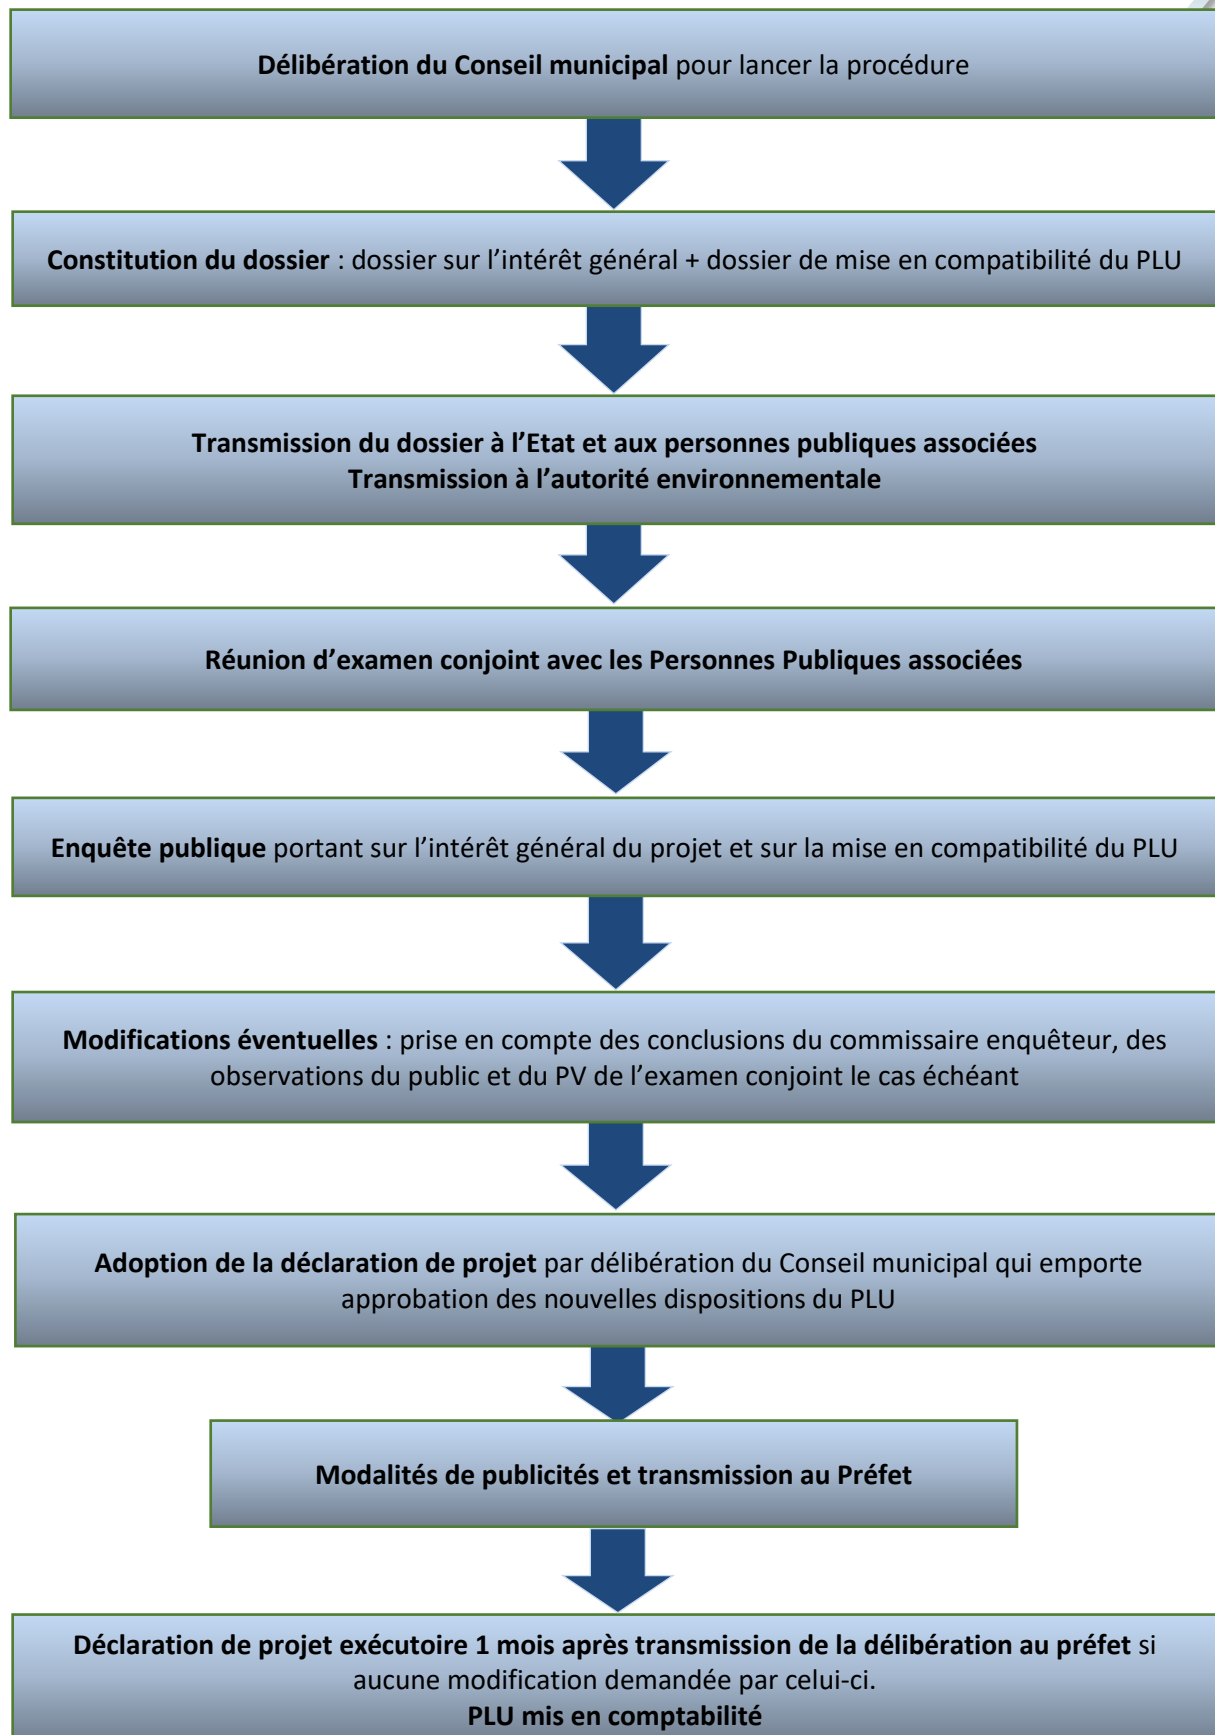 Délibération du Conseil municipal pour lancer la procédure
Constitution du dossier : dossier sur l’intérêt général + dossier de mise en compatibilité du PLU
Transmission du dossier à l’Etat et aux personnes publiques associées
Transmission à l’autorité environnementale
Réunion d’examen conjoint avec les Personnes Publiques associées
Enquête publique portant sur l’intérêt général du projet et sur la mise en compatibilité du PLU
Modifications éventuelles : prise en compte des conclusions du commissaire enquêteur, des
observations du public et du PV de l’examen conjoint le cas échéant
Adoption de la déclaration de projet par délibération du Conseil municipal qui emporte
approbation des nouvelles dispositions du PLU
Modalités de publicités et transmission au Préfet
Déclaration de projet exécutoire 1 mois après transmission de la délibération au préfet si
aucune modification demandée par celui-ci.
PLU mis en comptabilité